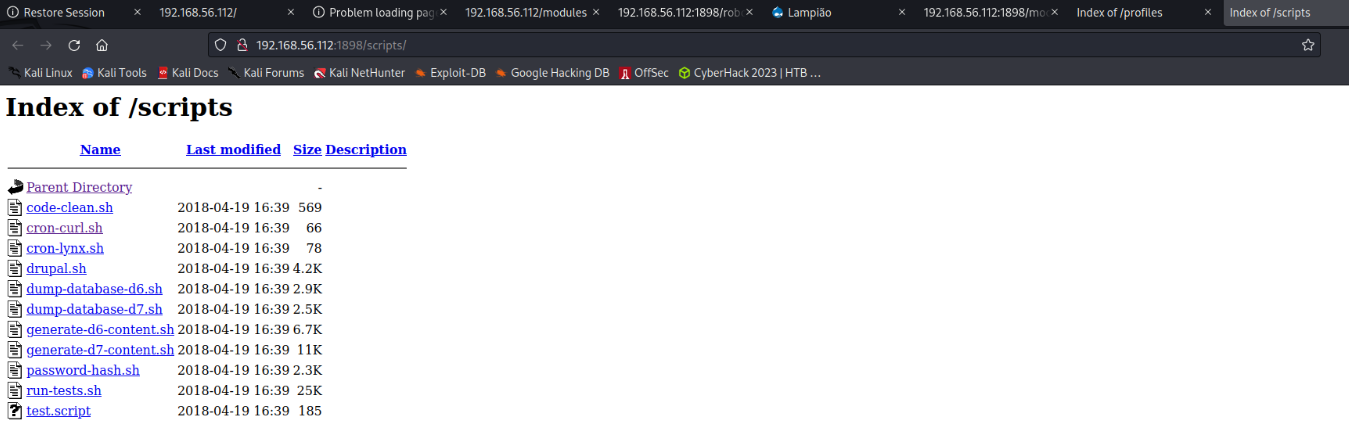 Restore Session × 192.168.56.112/ × Problem loading pag × 192.168.56.112/modules × 192.168.56.112:1898/rob × Lampião × 192.168.56.112:1898/mo × Index of /profiles × Index of /scripts
192.168.56.112:1898/scripts/
Kali Linux Kali Tools Kali Docs Kali Forums Kali NetHunter Exploit-DB Google Hacking DB OffSec CyberHack 2023 | HTB ...
Index of /scripts
Name Last modified Size Description
Parent Directory -
code-clean.sh 2018-04-19 16:39 569
cron-curl.sh 2018-04-19 16:39 66
cron-lynx.sh 2018-04-19 16:39 78
drupal.sh 2018-04-19 16:39 4.2K
dump-database-d6.sh 2018-04-19 16:39 2.9K
dump-database-d7.sh 2018-04-19 16:39 2.5K
generate-d6-content.sh 2018-04-19 16:39 6.7K
generate-d7-content.sh 2018-04-19 16:39 11K
password-hash.sh 2018-04-19 16:39 2.3K
run-tests.sh 2018-04-19 16:39 25K
test.script 2018-04-19 16:39 185